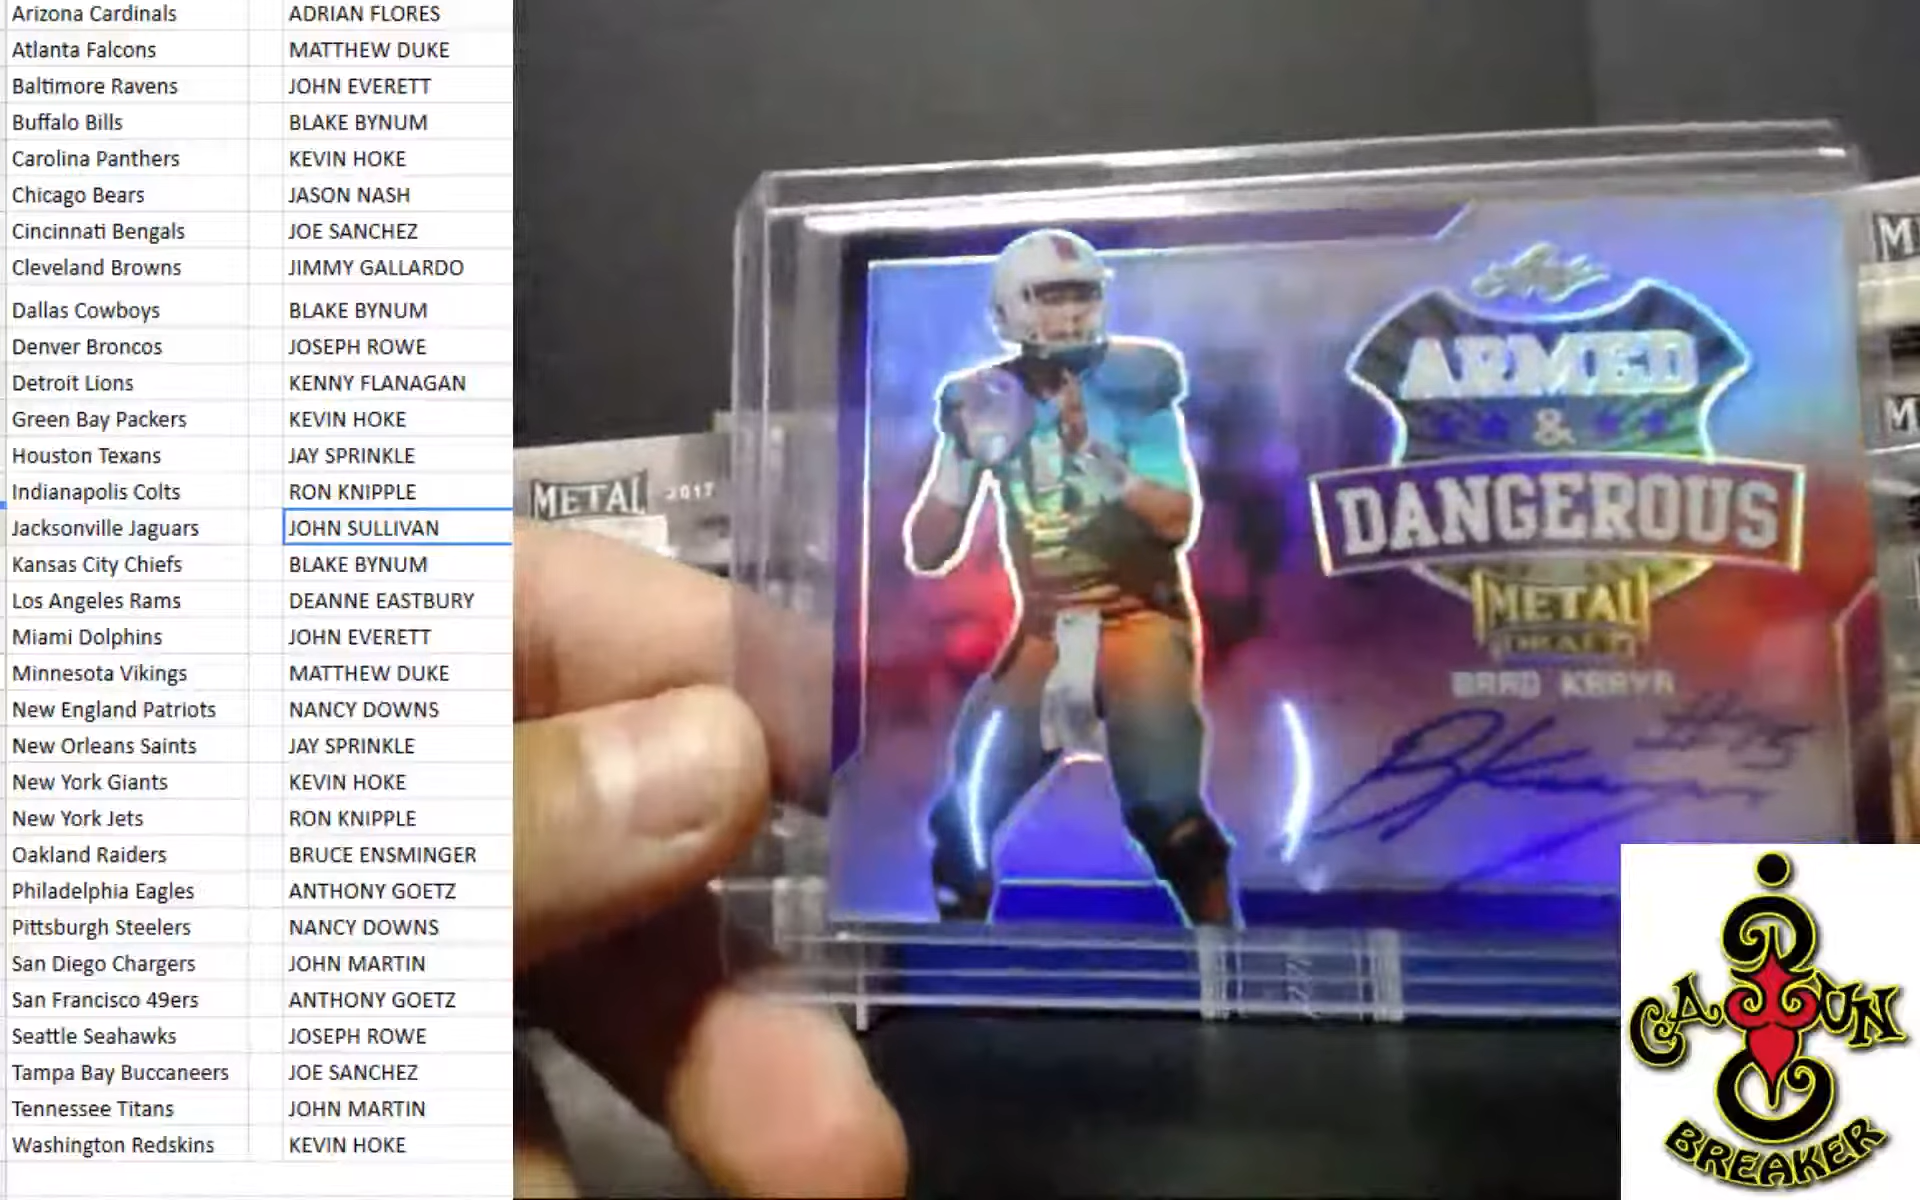 Arizona Cardinals ADRIAN FLORES
Atlanta Falcons MATTHEW DUKE
Baltimore Ravens JOHN EVERETT
Buffalo Bills BLAKE BYNUM
Carolina Panthers KEVIN HOKE
Chicago Bears JASON NASH
Cincinnati Bengals JOE SANCHEZ
Cleveland Browns JIMMY GALLARDO
Dallas Cowboys BLAKE BYNUM
Denver Broncos JOSEPH ROWE
Detroit Lions KENNY FLANAGAN
Green Bay Packers KEVIN HOKE
Houston Texans JAY SPRINKLE
Indianapolis Colts RON KNIPPLE
Jacksonville Jaguars JOHN SULLIVAN
Kansas City Chiefs BLAKE BYNUM
Los Angeles Rams DEANNE EASTBURY
Miami Dolphins JOHN EVERETT
Minnesota Vikings MATTHEW DUKE
New England Patriots NANCY DOWNS
New Orleans Saints JAY SPRINKLE
New York Giants KEVIN HOKE
New York Jets RON KNIPPLE
Oakland Raiders BRUCE ENSMINGER
Philadelphia Eagles ANTHONY GOETZ
Pittsburgh Steelers NANCY DOWNS
San Diego Chargers JOHN MARTIN
San Francisco 49ers ANTHONY GOETZ
Seattle Seahawks JOSEPH ROWE
Tampa Bay Buccaneers JOE SANCHEZ
Tennessee Titans JOHN MARTIN
Washington Redskins KEVIN HOKE
METAL 2017
Leaf
ARMED
&
DANGEROUS
METAL
DRAFT
BRAD KAAYA
#15
CAJUN
BREAKER